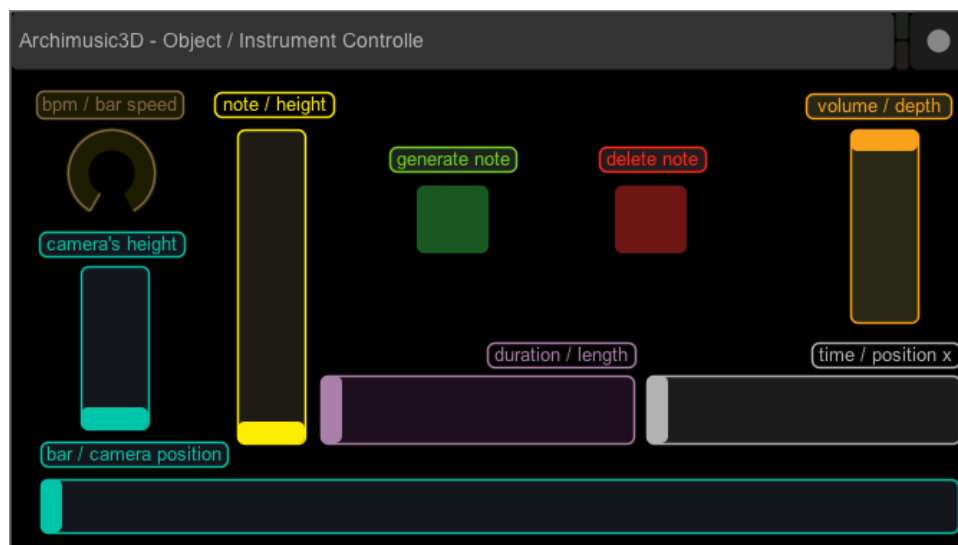 Archimusic3D - Object / Instrument Controlle
bpm / bar speed
note / height
volume / depth
generate note
delete note
camera's height
duration / length
time / position x
bar / camera position